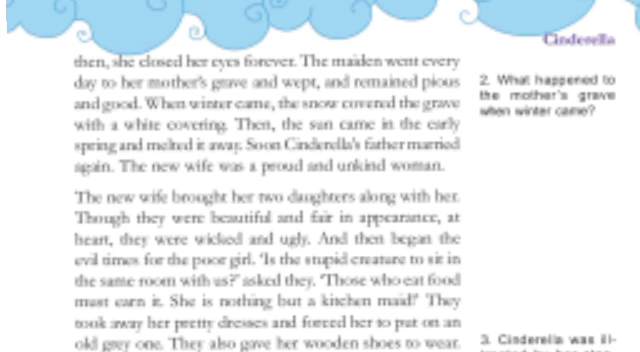 Cinderella
then, she closed her eyes forever. The maiden went every
day to her mother's grave and wept, and remained pious
and good. When winter came, the snow covered the grave
with a white covering. Then, the sun came in the early
spring and melted it away. Soon Cinderella's father married
again. The new wife was a proud and unkind woman.
2. What happened to
the mother's grave
when winter came?
The new wife brought her two daughters along with her.
Though they were beautiful and fair in appearance, at
heart, they were wicked and ugly. And then began the
evil times for the poor girl. 'Is the stupid creature to sit in
the same room with us?' asked they. 'Those who eat food
must earn it. She is nothing but a kitchen maid!' They
took away her pretty dresses and forced her to put on an
old grey one. They also gave her wooden shoes to wear.
3. Cinderella was ill-